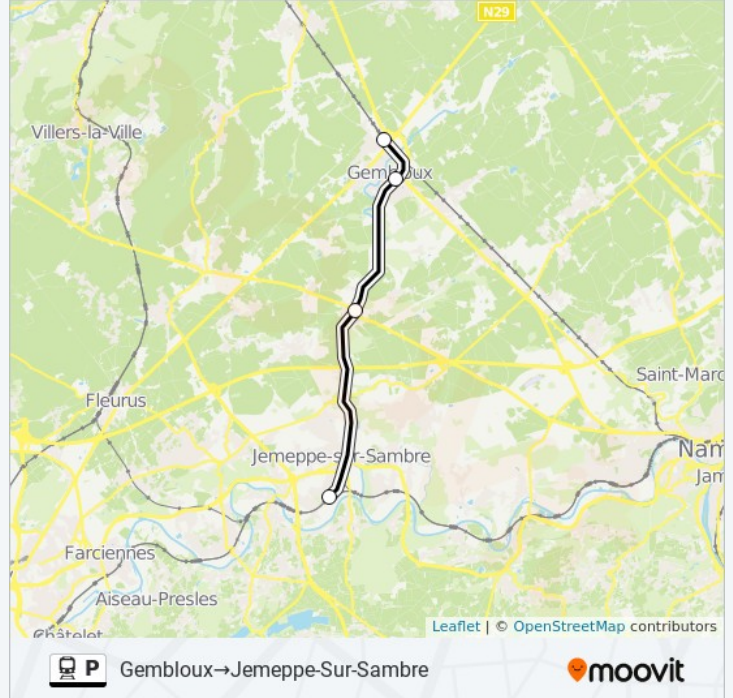 N29
Villers-la-Ville
Gembloux
Saint-Marc
Fleurus
Jemeppe-sur-Sambre
Nam
Jam
Farciennes
Aiseau-Presles
Leaflet | © OpenStreetMap contributors
Châtelet
P Gembloux→Jemeppe-Sur-Sambre
moovit